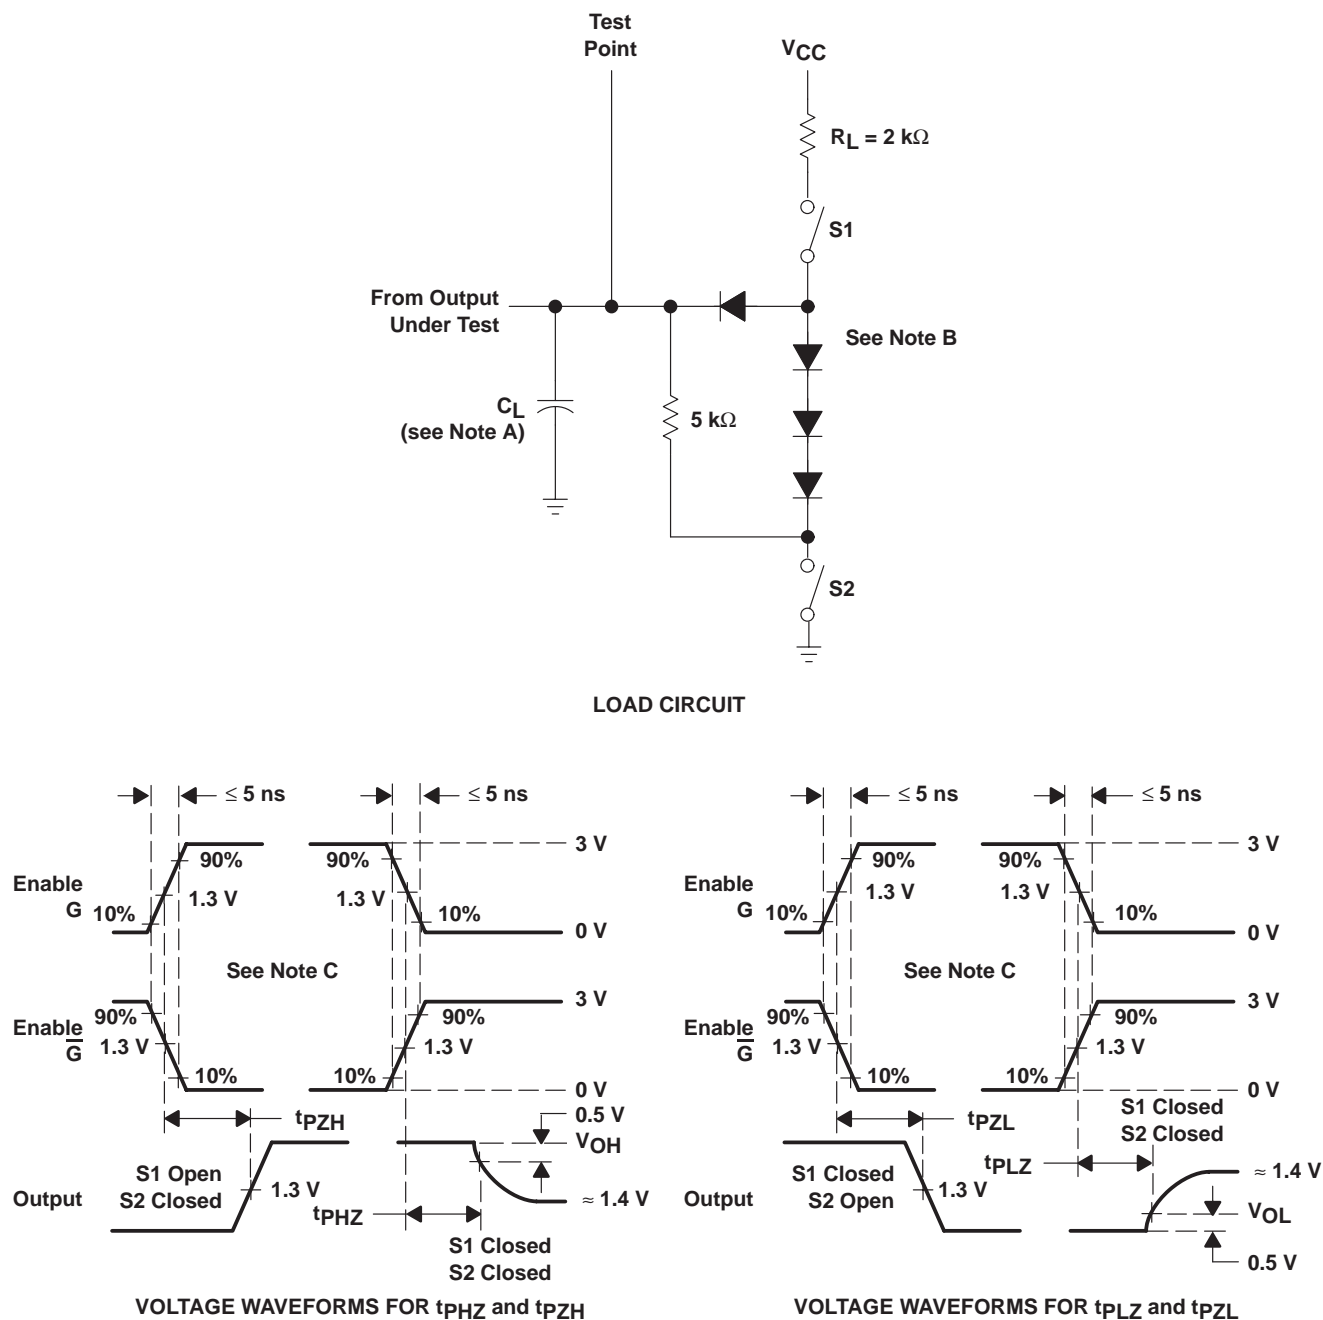 Test
Point
VCC
RL = 2 kΩ
S1
From Output
Under Test
See Note B
CL
(see Note A)
5 kΩ
S2
LOAD CIRCUIT
≤ 5 ns
≤ 5 ns
3 V
90%
90%
Enable
G
1.3 V
1.3 V
10%
10%
0 V
See Note C
3 V
90%
90%
Enable
G̅
1.3 V
1.3 V
10%
10%
0 V
tPZH
0.5 V
VOH
S1 Open
S2 Closed
Output
1.3 V
≈ 1.4 V
tPHZ
S1 Closed
S2 Closed
VOLTAGE WAVEFORMS FOR tPHZ and tPZH
≤ 5 ns
≤ 5 ns
3 V
90%
90%
Enable
G
1.3 V
1.3 V
10%
10%
0 V
See Note C
3 V
90%
90%
Enable
G̅
1.3 V
1.3 V
10%
10%
0 V
S1 Closed
S2 Closed
tPZL
tPLZ
S1 Closed
S2 Open
Output
1.3 V
≈ 1.4 V
VOL
0.5 V
VOLTAGE WAVEFORMS FOR tPLZ and tPZL